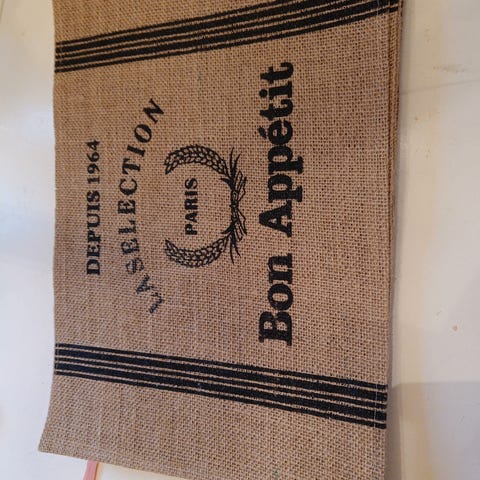 DEPUIS 1964
LA SELECTION
PARIS
Bon Appétit